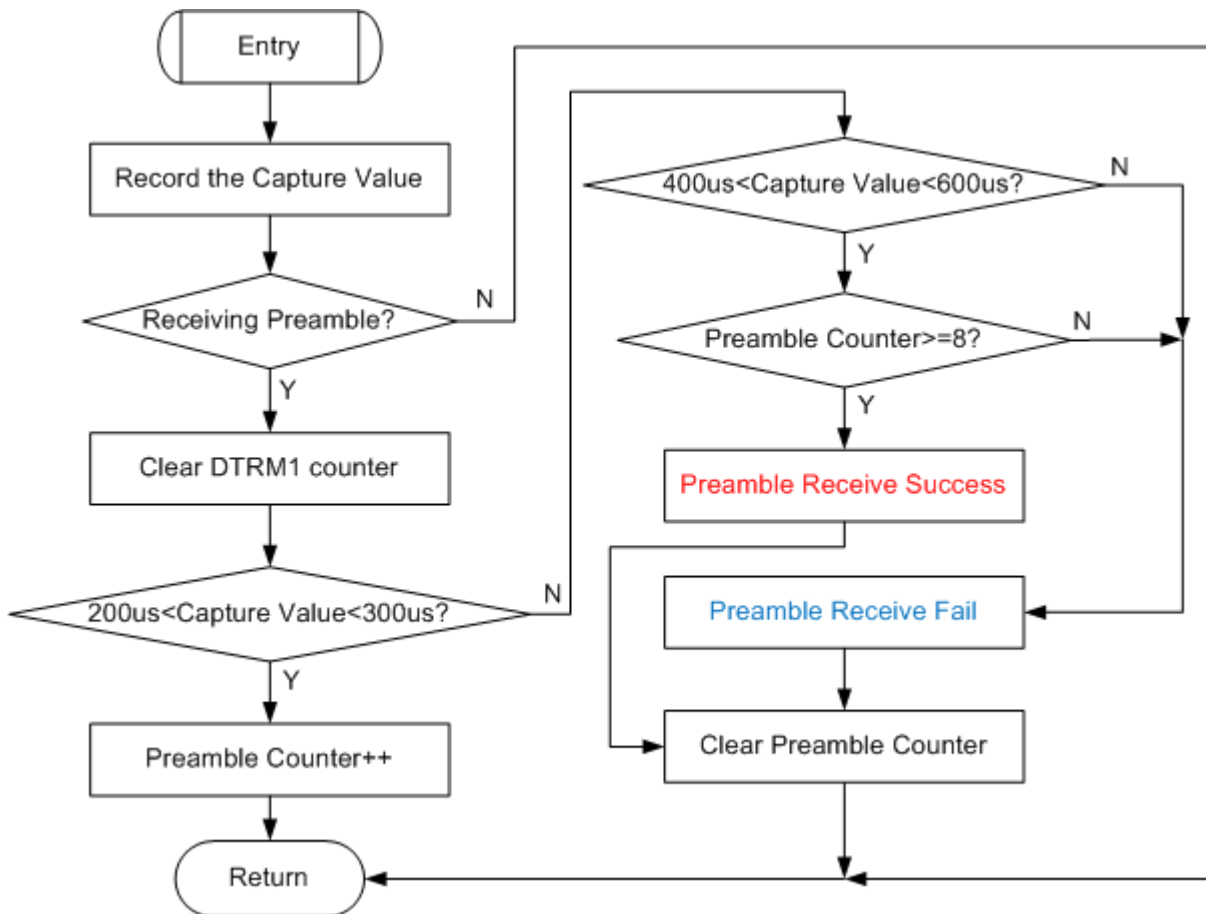 Entry
Record the Capture Value
Receiving Preamble?
N
Y
Clear DTRM1 counter
200us<Capture Value<300us?
N
Y
Preamble Counter++
Return
400us<Capture Value<600us?
N
Y
Preamble Counter>=8?
N
Y
Preamble Receive Success
Preamble Receive Fail
Clear Preamble Counter